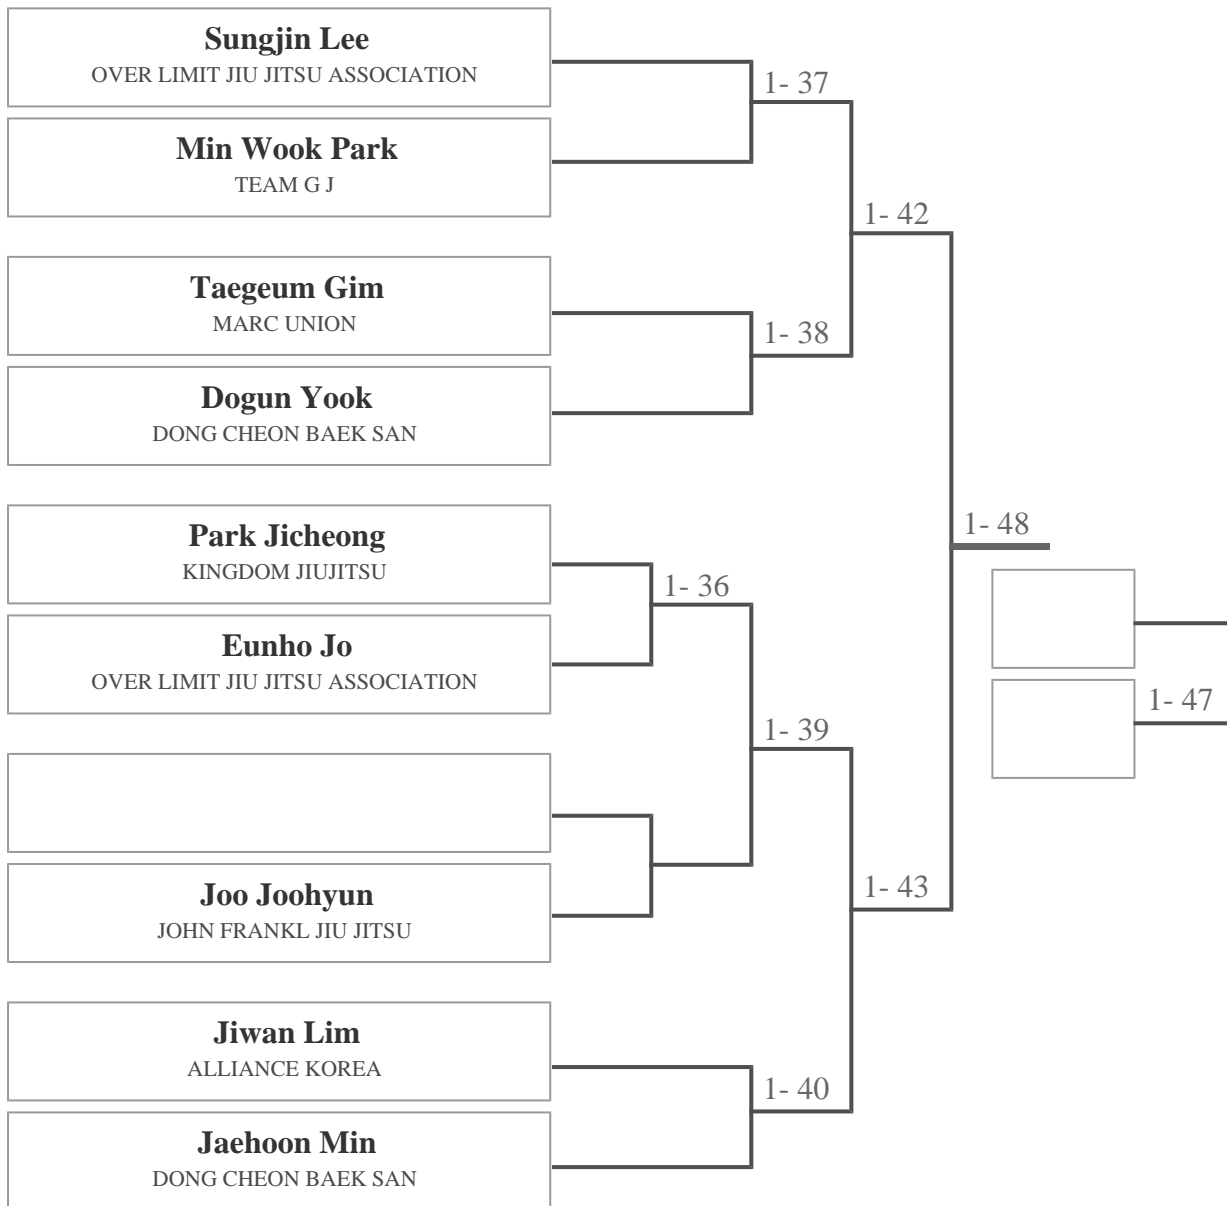 Sungjin Lee
OVER LIMIT JIU JITSU ASSOCIATION
1- 37
Min Wook Park
TEAM G J
1- 42
Taegeum Gim
MARC UNION
1- 38
Dogun Yook
DONG CHEON BAEK SAN
Park Jicheong
KINGDOM JIUJITSU
1- 48
1- 36
Eunho Jo
OVER LIMIT JIU JITSU ASSOCIATION
1- 47
1- 39
Joo Joohyun
JOHN FRANKL JIU JITSU
1- 43
Jiwan Lim
ALLIANCE KOREA
1- 40
Jaehoon Min
DONG CHEON BAEK SAN